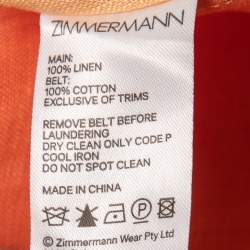 ZIMMERMANN
MAIN:
100% LINEN
BELT:
100% COTTON
EXCLUSIVE OF TRIMS
REMOVE BELT BEFORE
LAUNDERING
DRY CLEAN ONLY CODE P
COOL IRON
DO NOT SPOT CLEAN
MADE IN CHINA
P
© Zimmermann Wear Pty Ltd